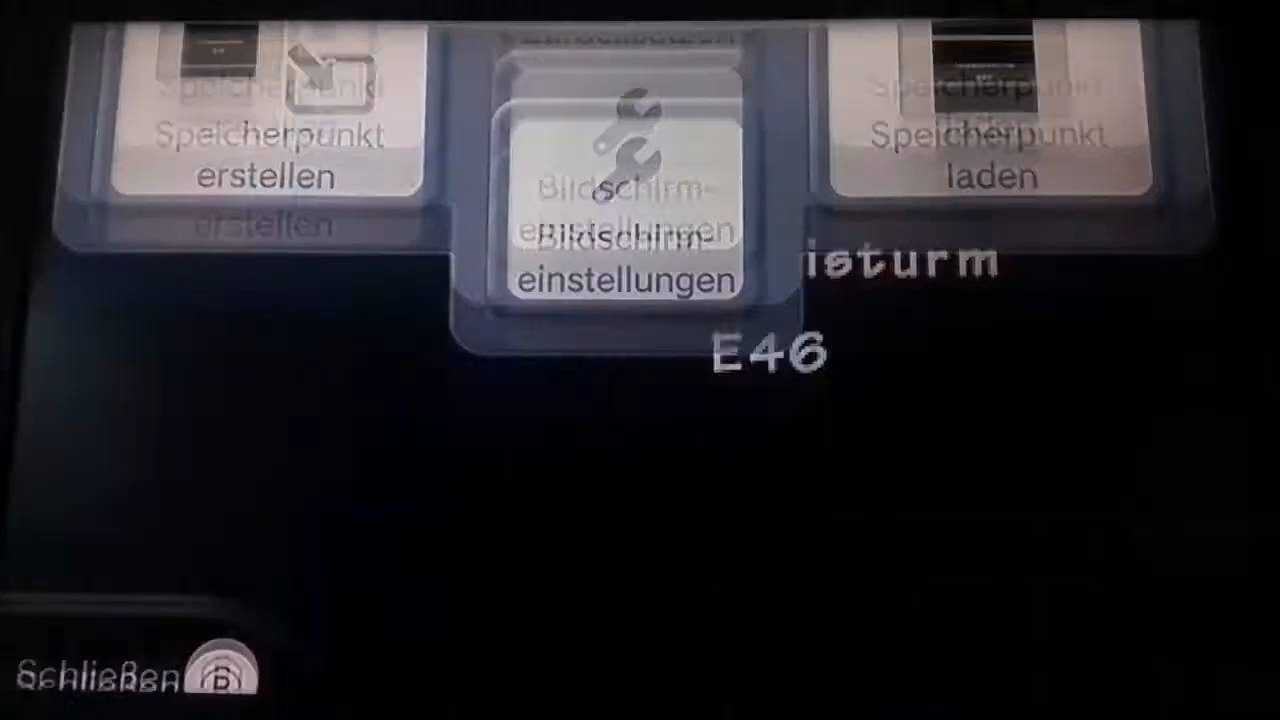 Speicherpunkt
erstellen
Bildschirm-
einstellungen
Speicherpunkt
laden
isturm
E46
Schließen B